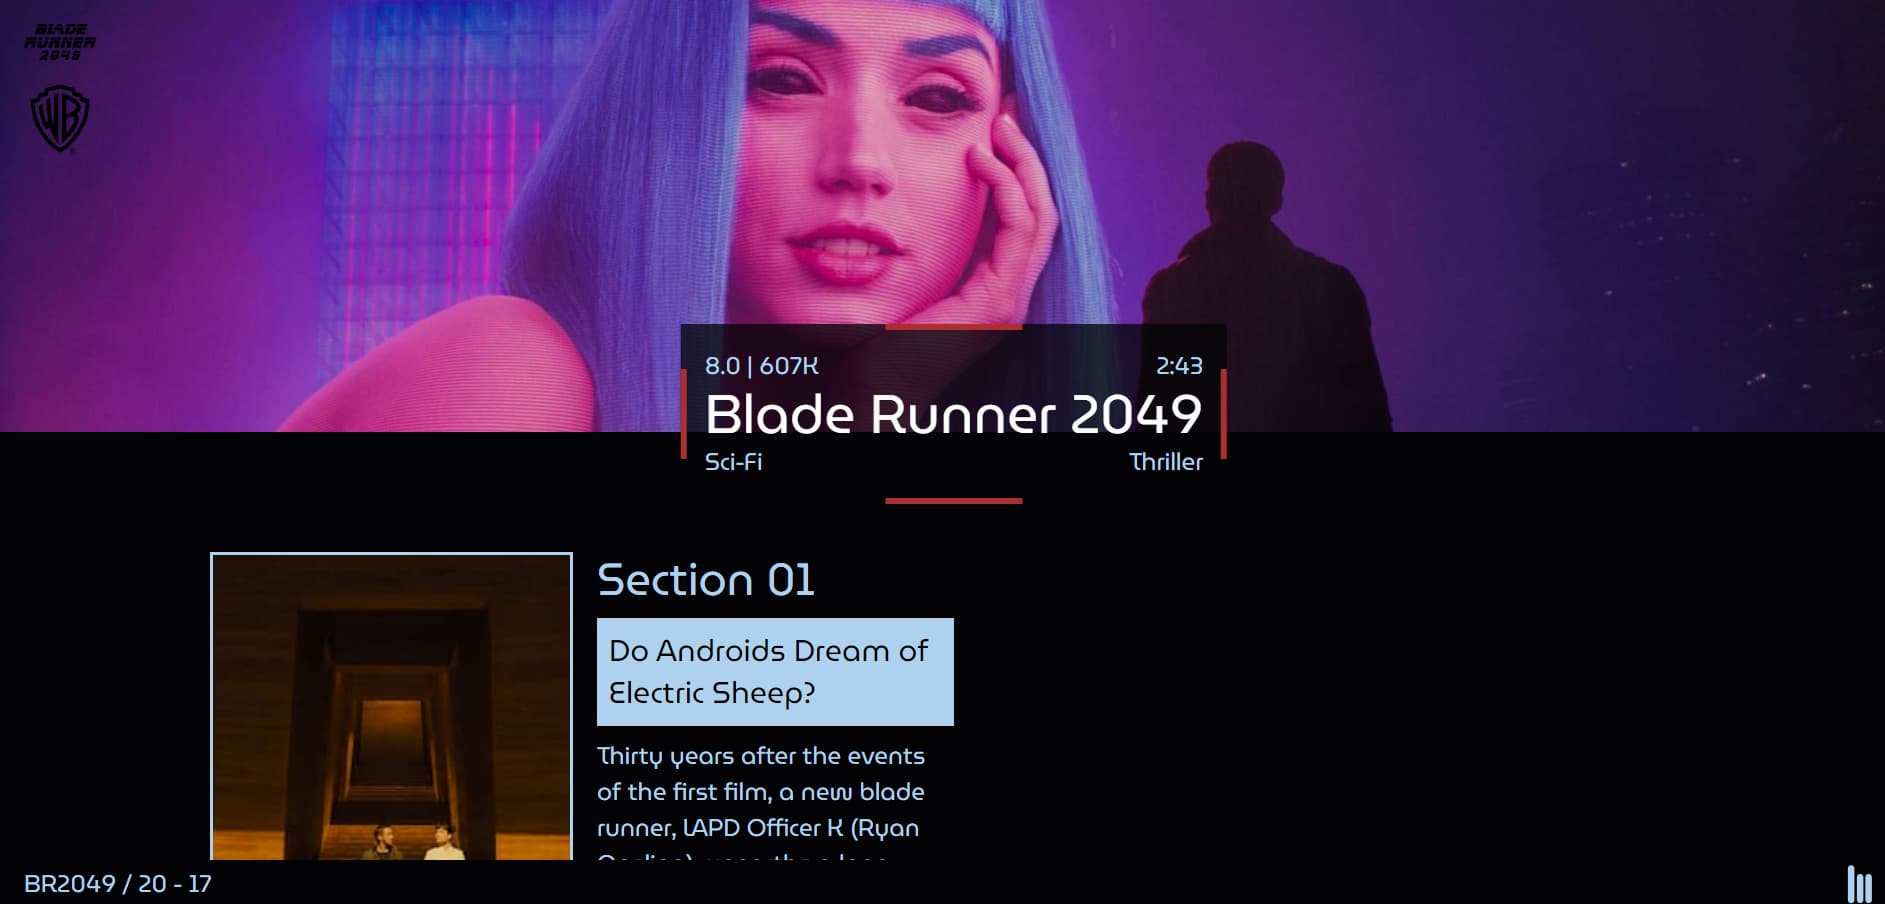 BLADE
RUNNER
2049
WB
8.0 | 607K
2:43
Blade Runner 2049
Sci-Fi
Thriller
Section 01
Do Androids Dream of
Electric Sheep?
Thirty years after the events
of the first film, a new blade
runner, LAPD Officer K (Ryan
BR2049 / 20 - 17